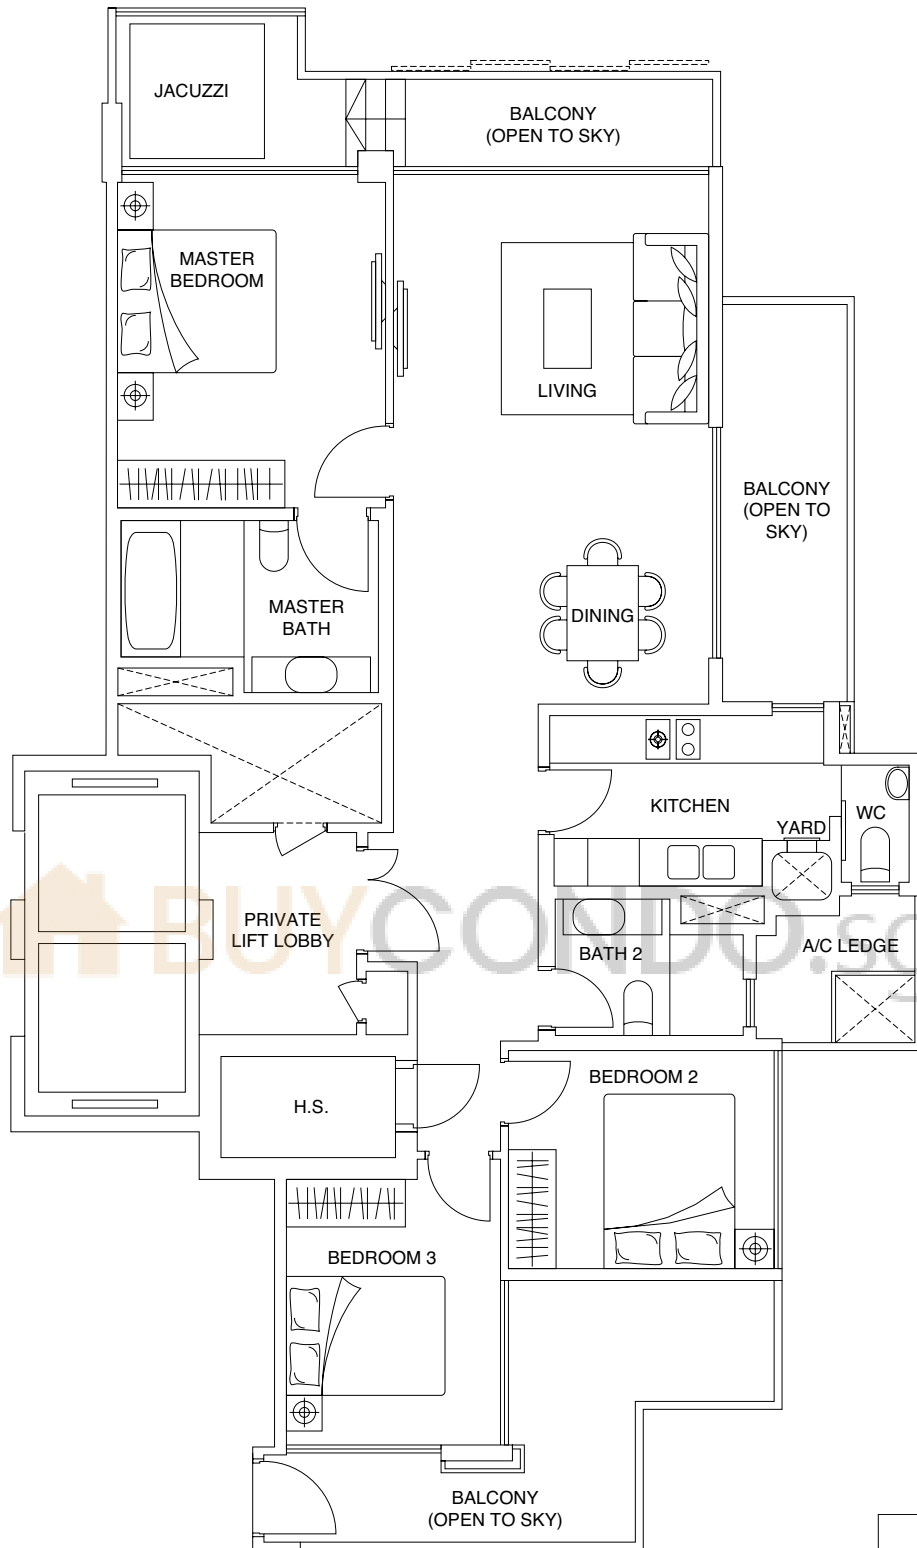 JACUZZI
BALCONY
(OPEN TO SKY)
MASTER
BEDROOM
LIVING
BALCONY
(OPEN TO
SKY)
MASTER
BATH
DINING
KITCHEN
YARD
WC
PRIVATE
LIFT LOBBY
BUYCONDO.sg
BATH 2
A/C LEDGE
BEDROOM 2
H.S.
BEDROOM 3
BALCONY
(OPEN TO SKY)